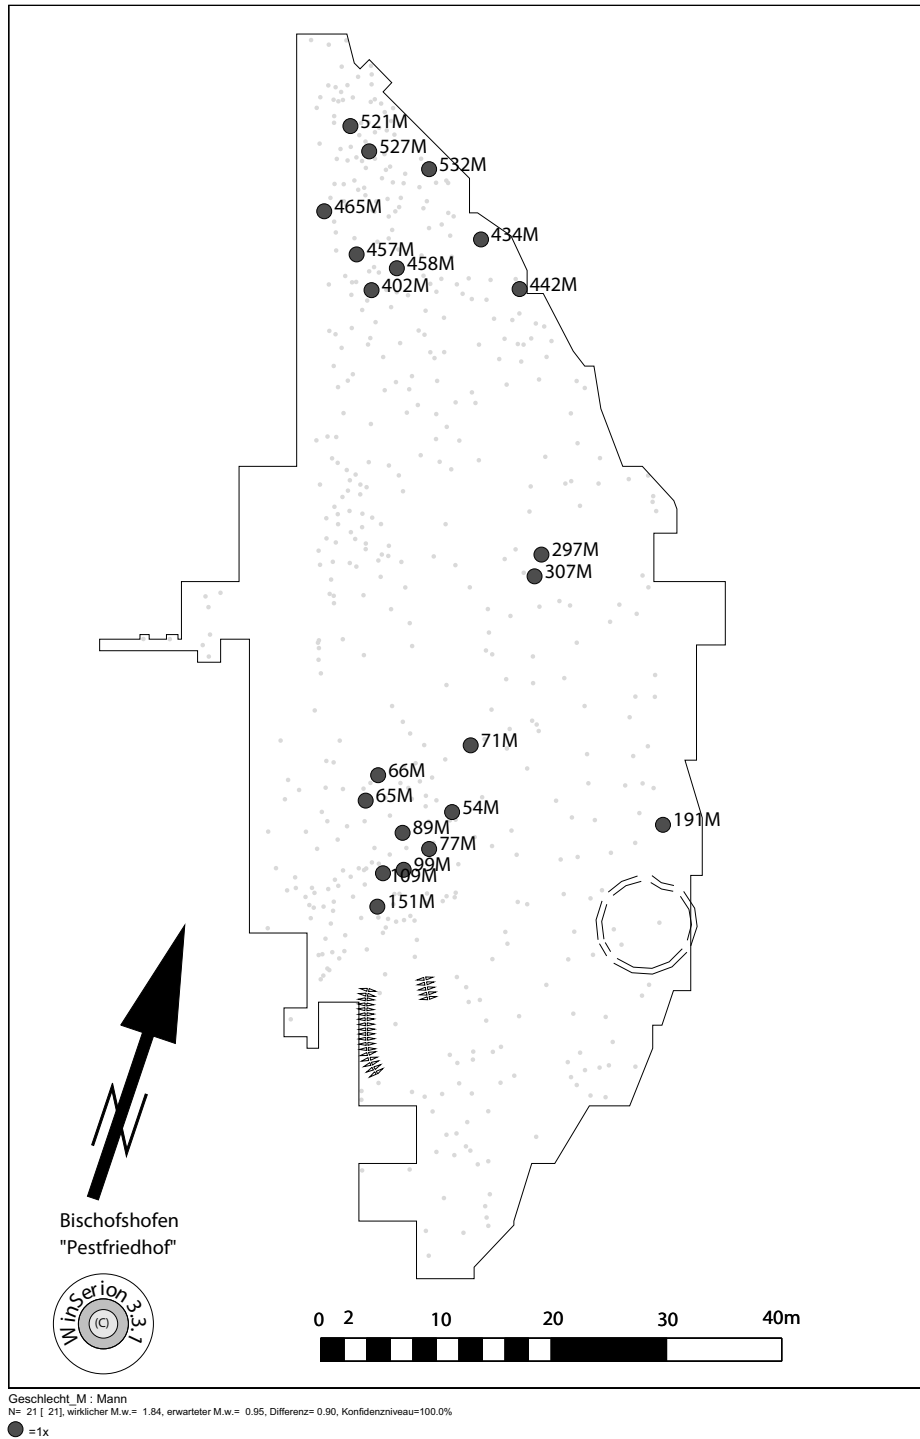 521M
527M
532M
465M
434M
457M
458M
402M
442M
297M
307M
71M
66M
65M
54M
191M
89M
77M
99M
109M
151M
Bischofshofen
"Pestfriedhof"
WinSerion 3.3.1
(C)
0 2 10 20 30 40m
Geschlecht_M : Mann
N= 21 [ 21], wirklicher M.w.= 1.84, erwarteter M.w.= 0.95, Differenz= 0.90, Konfidenzniveau=100.0%
=1x